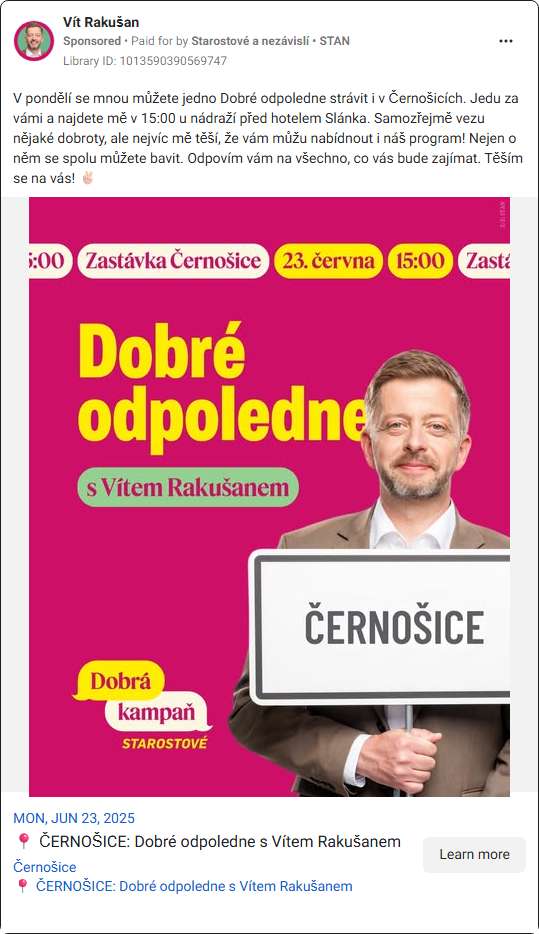 Vít Rakušan
Sponsored • Paid for by Starostové a nezávislí • STAN
Library ID: 1013590390569747
V pondělí se mnou můžete jedno Dobré odpoledne strávit i v Černošicích. Jedu za
vámi a najdete mě v 15:00 u nádraží před hotelem Slánka. Samozřejmě vezu
nějaké dobroty, ale nejvíc mě těší, že vám můžu nabídnout i náš program! Nejen o
něm se spolu můžete bavit. Odpovím vám na všechno, co vás bude zajímat. Těším
se na vás! ✌🏻
5:00 Zastávka Černošice 23. června 15:00 Zastá
Dobré
odpoledne
s Vítem Rakušanem
ČERNOŠICE
Dobrá
kampaň
STAROSTOVÉ
MON, JUN 23, 2025
📍 ČERNOŠICE: Dobré odpoledne s Vítem Rakušanem
Learn more
Černošice
📍 ČERNOŠICE: Dobré odpoledne s Vítem Rakušanem